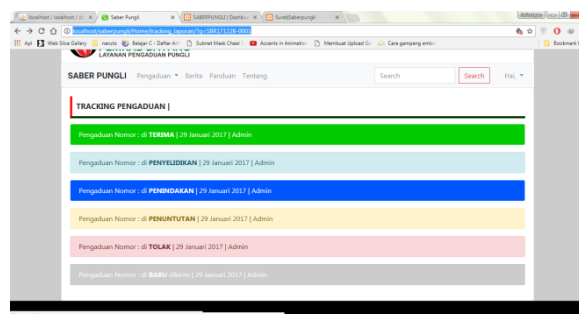 localhost / localhost / d
Saber Pungli
SABERPUNGLI | Dashbo
Surat|Saberpungli
localhost/saberpungli/Home/tracking_laporan/?q=SBR171228-0001
Apl
Web Slice Gallery
naruto
Belajar C - Daftar Arti
Subnet Mask Cheat
Accents in Animation
Membuat Upload Gr
Cara gampang embe
Bookmark l
LAYANAN PENGADUAN PUNGLI
SABER PUNGLI
Pengaduan
Berita
Panduan
Tentang
Search
Search
Hai,
TRACKING PENGADUAN |
Pengaduan Nomor : di TERIMA | 29 Januari 2017 | Admin
Pengaduan Nomor : di PENYELIDIKAN | 29 Januari 2017 | Admin
Pengaduan Nomor : di PENINDAKAN | 29 Januari 2017 | Admin
Pengaduan Nomor : di PENUNTUTAN | 29 Januari 2017 | Admin
Pengaduan Nomor : di TOLAK | 29 Januari 2017 | Admin
Pengaduan Nomor : di BARU dikirim | 29 Januari 2017 | Admin